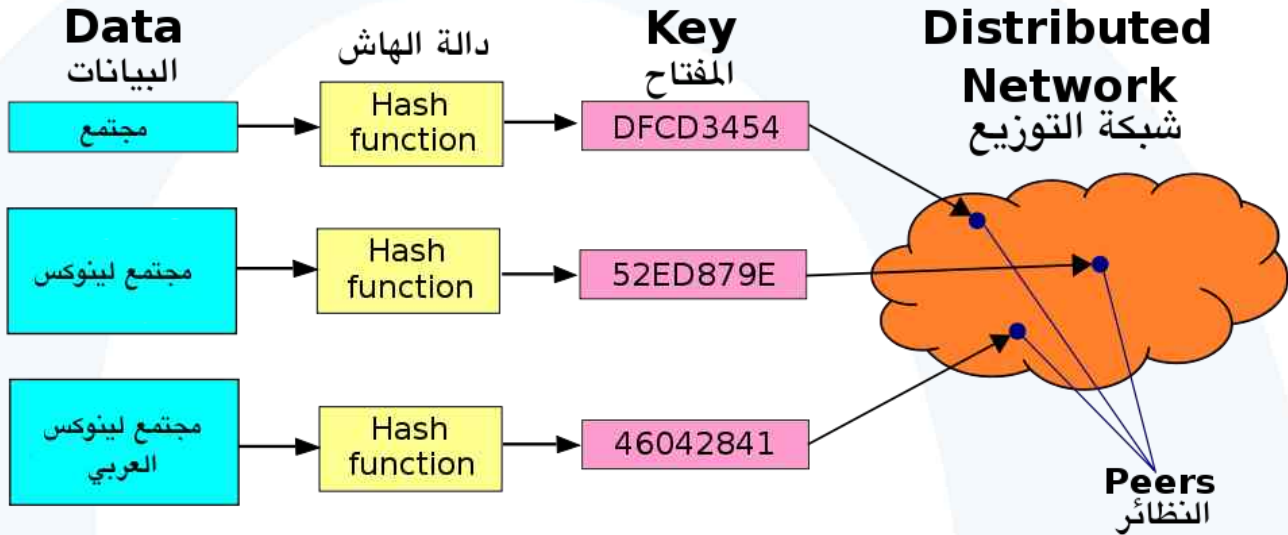 Data
البيانات
دالة الهاش
Key
المفتاح
Distributed
Network
شبكة التوزيع
مجتمع
Hash
function
DFCD3454
مجتمع لينوكس
Hash
function
52ED879E
مجتمع لينوكس
العربي
Hash
function
46042841
Peers
النظائر